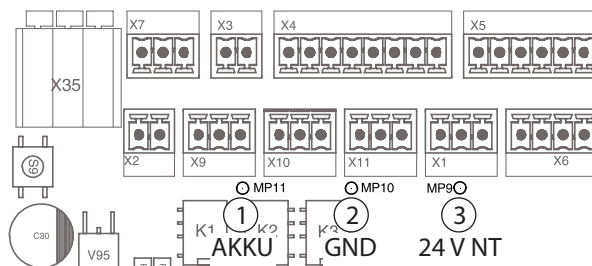 X7 X3 X4 X5
X35
X2 X9 X10 X11 X1 X6
S9
MP11 MP10 MP9
1 2 3
K1 K2 K3
C30
AKKU GND 24 V NT
V95